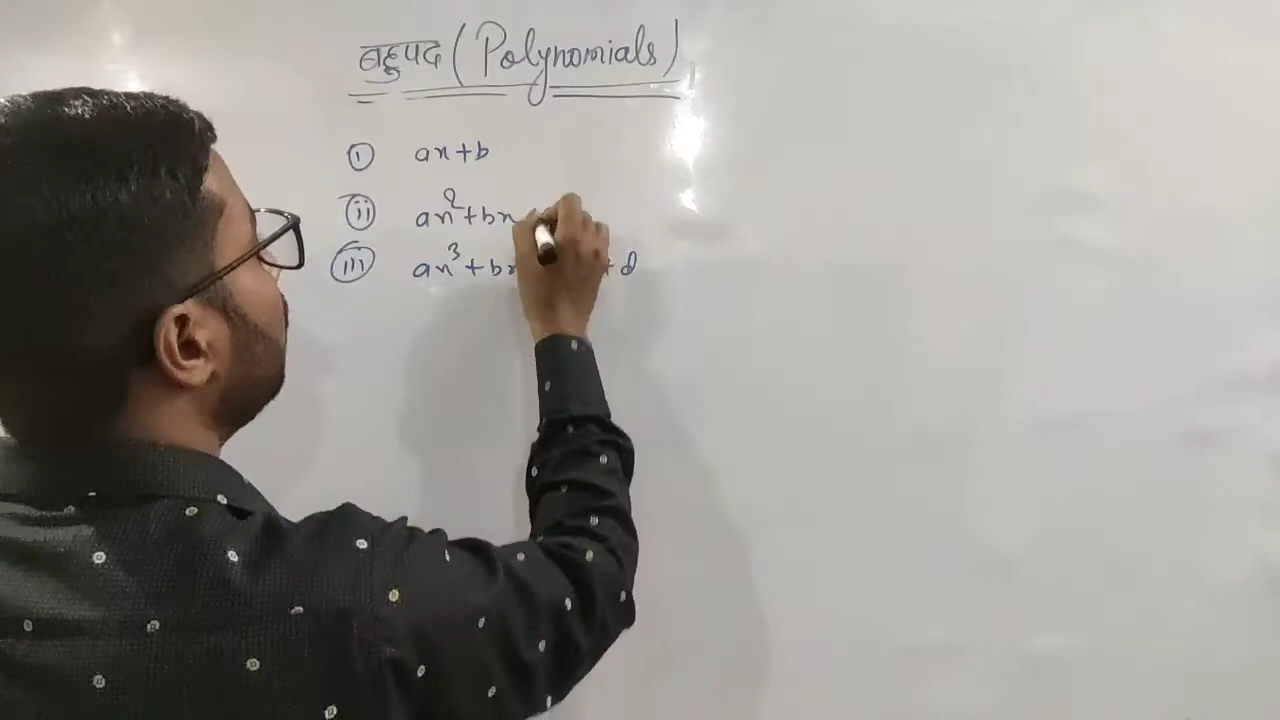 बहुपद (Polynomials)
(i) ax+b
(ii) ax²+bx
(iii) ax³+bx +d